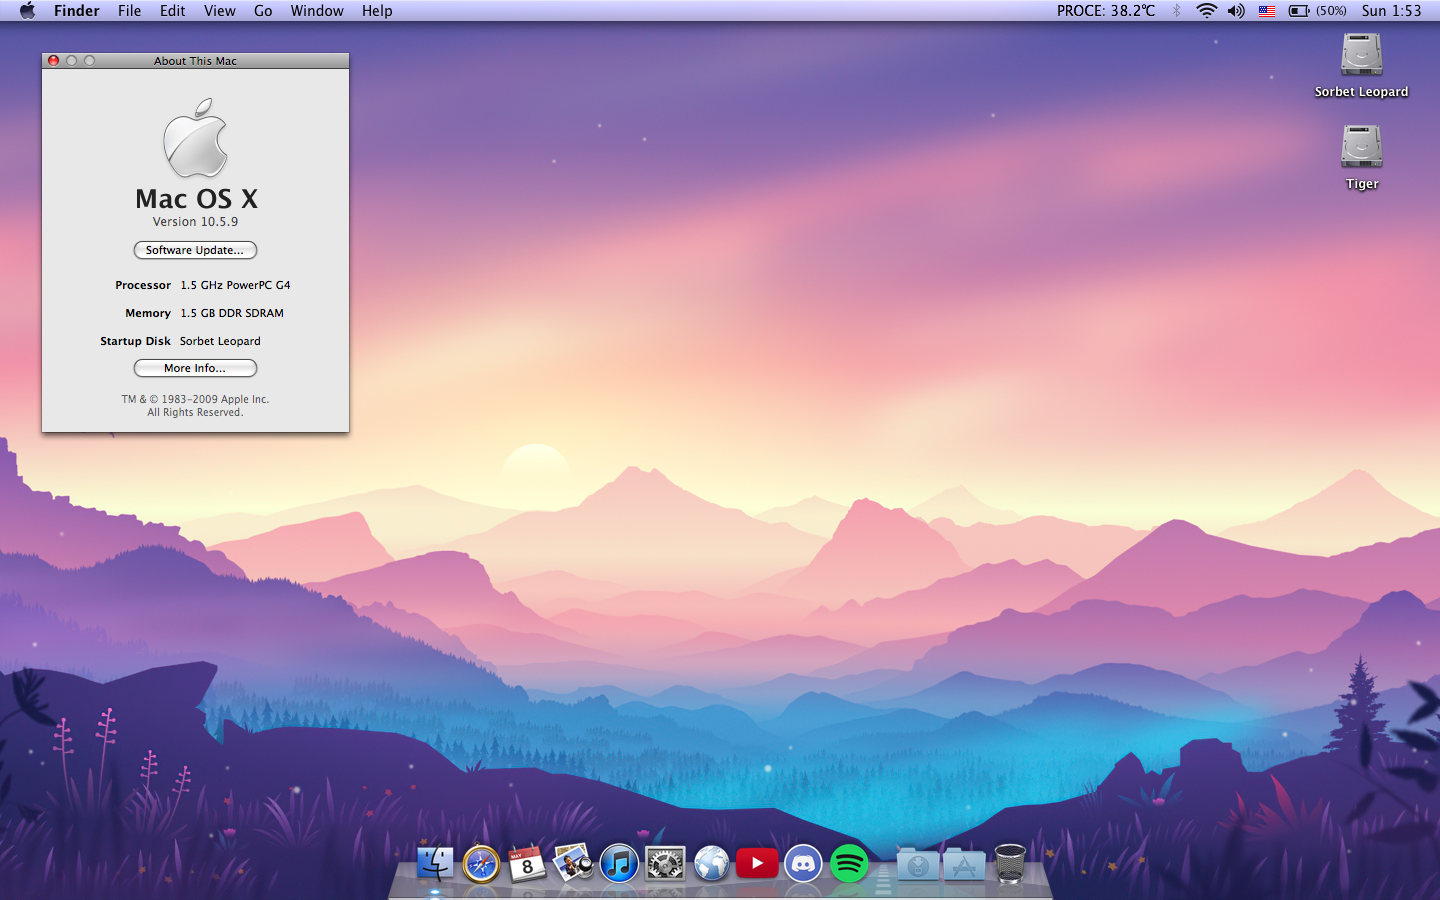 Finder File Edit View Go Window Help PROCE: 38.2°C (50%) Sun 1:53
About This Mac
Mac OS X
Version 10.5.9
Software Update...
Processor 1.5 GHz PowerPC G4
Memory 1.5 GB DDR SDRAM
Startup Disk Sorbet Leopard
More Info...
TM & © 1983-2009 Apple Inc.
All Rights Reserved.
Sorbet Leopard
Tiger
MAY
8